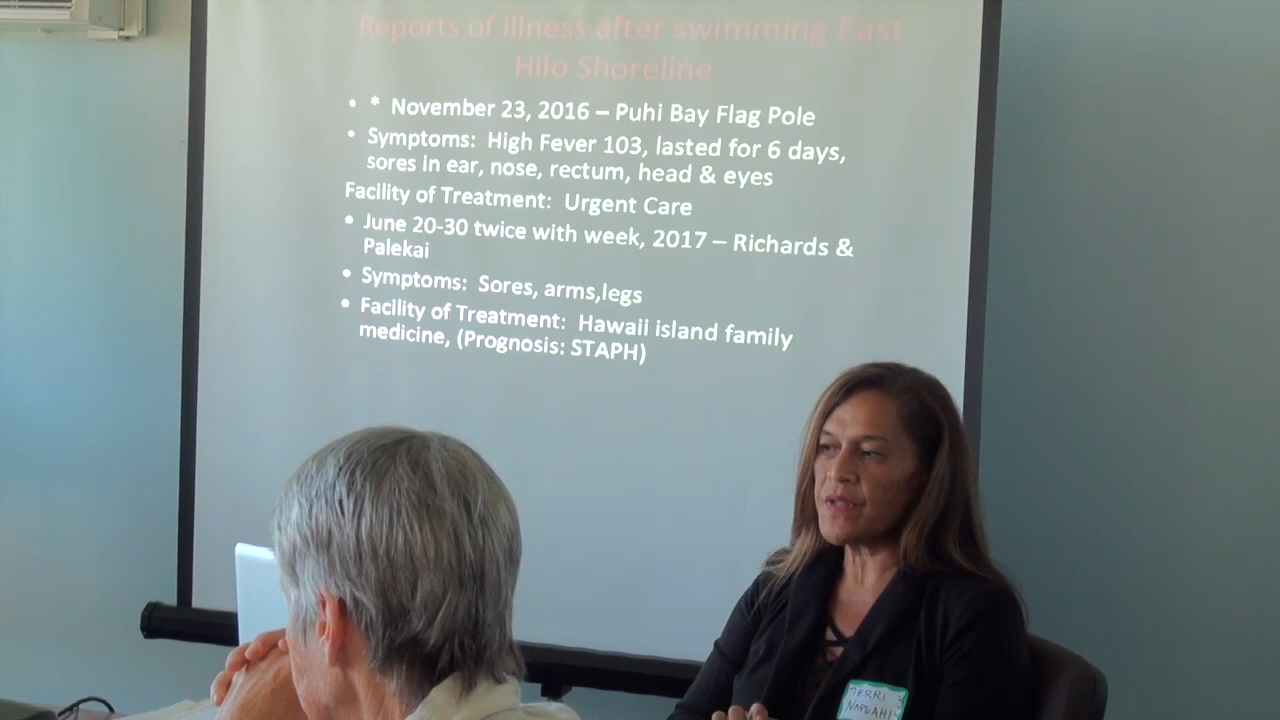 Reports of Illness after swimming East
Hilo Shoreline
• * November 23, 2016 – Puhi Bay Flag Pole
• Symptoms: High Fever 103, lasted for 6 days,
sores in ear, nose, rectum, head & eyes
Facility of Treatment: Urgent Care
• June 20-30 twice with week, 2017 – Richards &
Palekai
• Symptoms: Sores, arms,legs
• Facility of Treatment: Hawaii island family
medicine, (Prognosis: STAPH)
TERRI
NAPEAHI